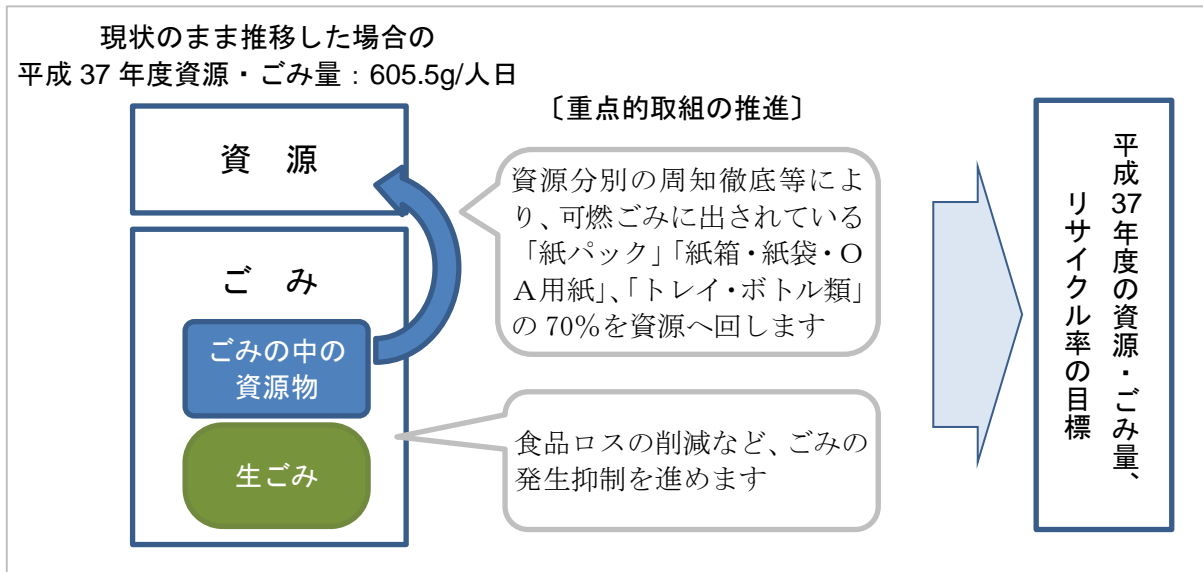 現状のまま推移した場合の
平成 37 年度資源・ごみ量：605.5g/人日
〔重点的取組の推進〕
資 源
資源分別の周知徹底等によ
り、可燃ごみに出されている
「紙パック」「紙箱・紙袋・Ｏ
Ａ用紙」、「トレイ・ボトル類」
の 70％を資源へ回します
ご み
ごみの中の
資源物
生ごみ
食品ロスの削減など、ごみの
発生抑制を進めます
平成37年度の資源・ごみ量、
リサイクル率の目標